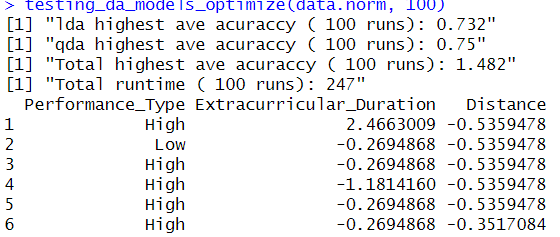 > testing_da_models_optimize(data.norm, 100)
[1] "lda highest ave acuraccy ( 100 runs): 0.732"
[1] "qda highest ave acuraccy ( 100 runs): 0.75"
[1] "Total highest ave acuraccy ( 100 runs): 1.482"
[1] "Total runtime ( 100 runs): 247"
Performance_Type Extracurricular_Duration Distance
1 High 2.4663009 -0.5359478
2 Low -0.2694868 -0.5359478
3 High -0.2694868 -0.5359478
4 High -1.1814160 -0.5359478
5 High -0.2694868 -0.5359478
6 High -0.2694868 -0.3517084